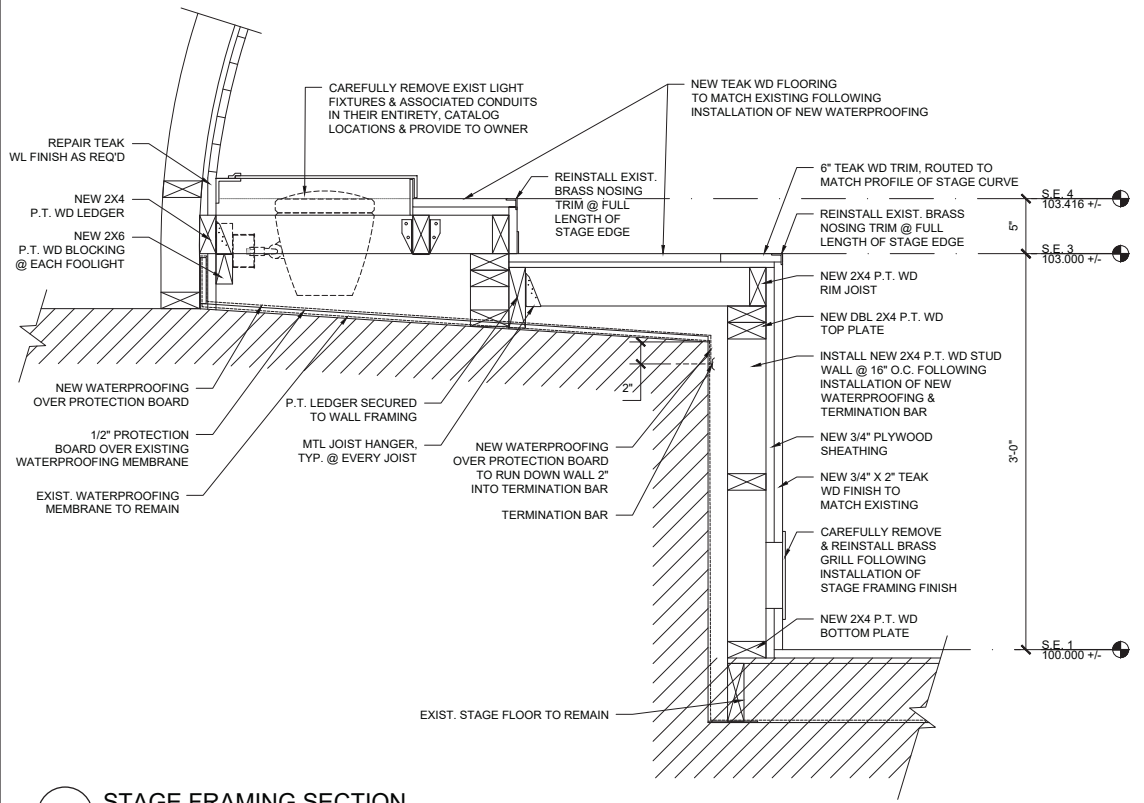 CAREFULLY REMOVE EXIST LIGHT
FIXTURES & ASSOCIATED CONDUITS
IN THEIR ENTIRETY, CATALOG
LOCATIONS & PROVIDE TO OWNER
NEW TEAK WD FLOORING
TO MATCH EXISTING FOLLOWING
INSTALLATION OF NEW WATERPROOFING
REPAIR TEAK
WL FINISH AS REQ'D
NEW 2X4
P.T. WD LEDGER
NEW 2X6
P.T. WD BLOCKING
@ EACH FOOLIGHT
REINSTALL EXIST.
BRASS NOSING
TRIM @ FULL
LENGTH OF
STAGE EDGE
6" TEAK WD TRIM, ROUTED TO
MATCH PROFILE OF STAGE CURVE
REINSTALL EXIST. BRASS
NOSING TRIM @ FULL
LENGTH OF STAGE EDGE
S.E. 4
103.416 +/-
5"
S.E. 3
103.000 +/-
NEW 2X4 P.T. WD
RIM JOIST
NEW DBL 2X4 P.T. WD
TOP PLATE
INSTALL NEW 2X4 P.T. WD STUD
WALL @ 16" O.C. FOLLOWING
INSTALLATION OF NEW
WATERPROOFING &
TERMINATION BAR
NEW 3/4" PLYWOOD
SHEATHING
NEW 3/4" X 2" TEAK
WD FINISH TO
MATCH EXISTING
CAREFULLY REMOVE
& REINSTALL BRASS
GRILL FOLLOWING
INSTALLATION OF
STAGE FRAMING FINISH
NEW 2X4 P.T. WD
BOTTOM PLATE
3'-0"
S.E. 1
100.000 +/-
2"
NEW WATERPROOFING
OVER PROTECTION BOARD
1/2" PROTECTION
BOARD OVER EXISTING
WATERPROOFING MEMBRANE
EXIST. WATERPROOFING
MEMBRANE TO REMAIN
P.T. LEDGER SECURED
TO WALL FRAMING
MTL JOIST HANGER,
TYP. @ EVERY JOIST
NEW WATERPROOFING
OVER PROTECTION BOARD
TO RUN DOWN WALL 2"
INTO TERMINATION BAR
TERMINATION BAR
EXIST. STAGE FLOOR TO REMAIN
STAGE FRAMING SECTION